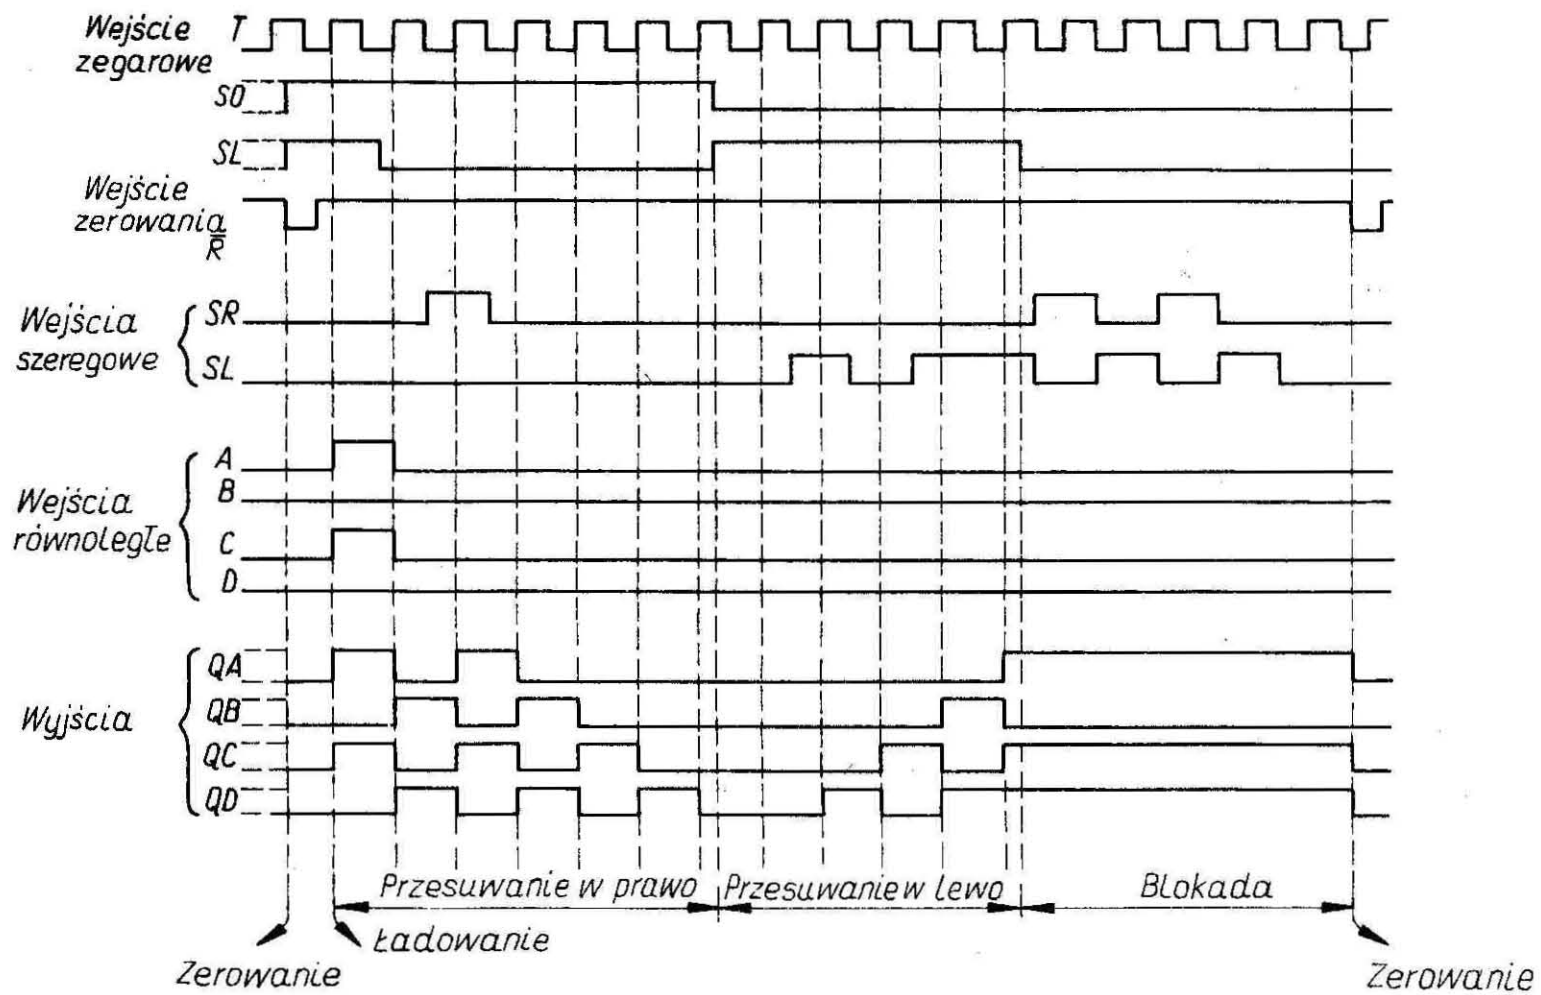 Wejście T
zegarowe
S0
SL
Wejście
zerowania
R̅
Wejścia
szeregowe
SR
SL
Wejścia
równoległe
A
B
C
D
Wyjścia
QA
QB
QC
QD
Przesuwanie w prawo
Przesuwanie w lewo
Blokada
Ładowanie
Zerowanie
Zerowanie